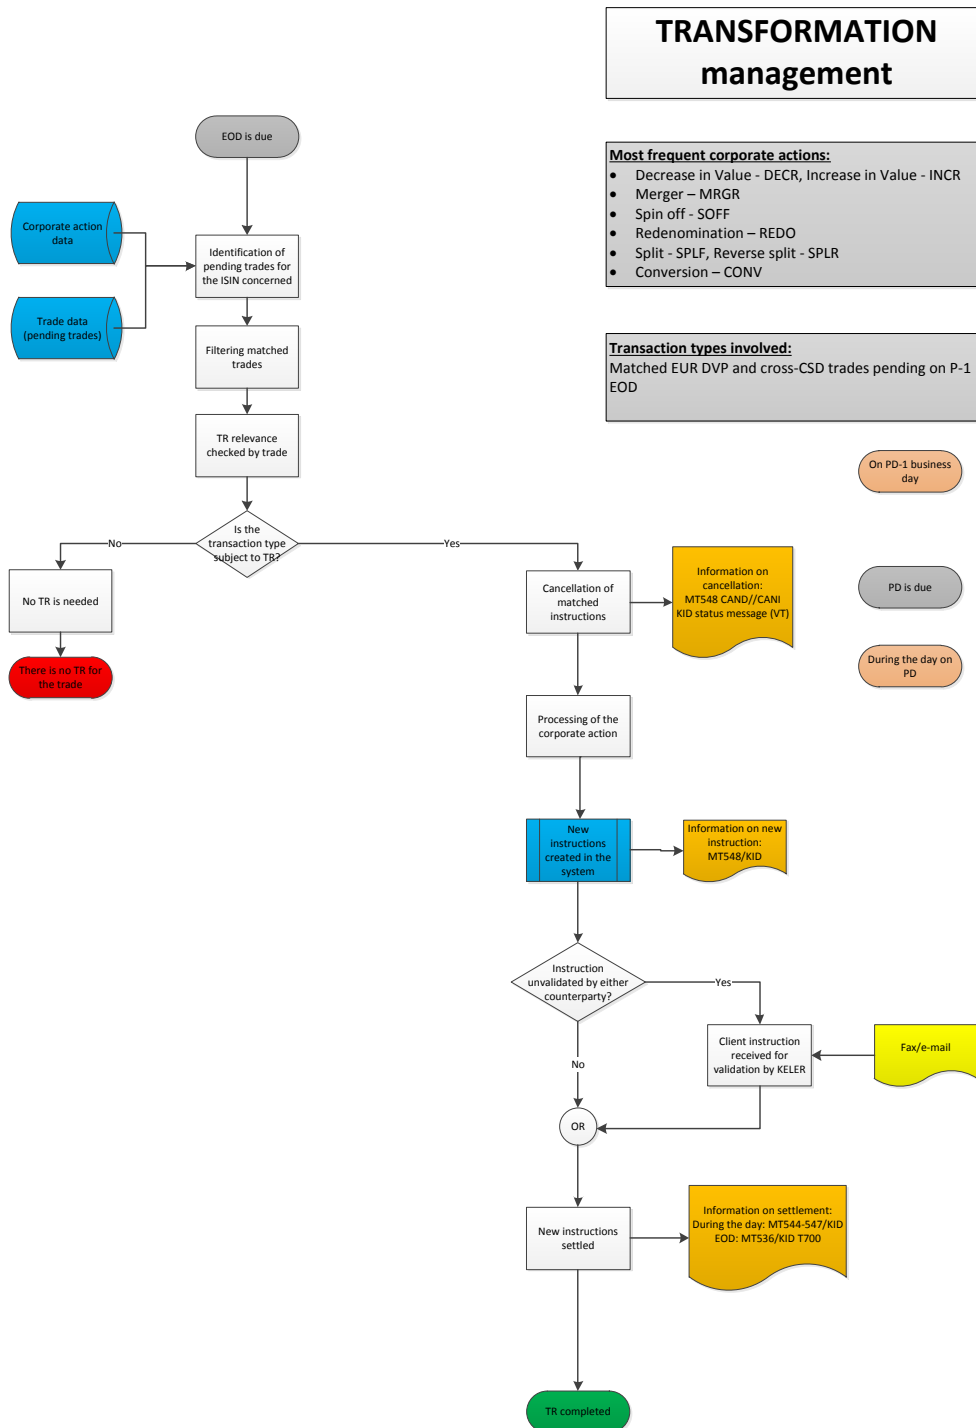 TRANSFORMATION
management
EOD is due
Most frequent corporate actions:
• Decrease in Value - DECR, Increase in Value - INCR
• Merger – MRGR
• Spin off - SOFF
• Redenomination – REDO
• Split - SPLF, Reverse split - SPLR
• Conversion – CONV
Corporate action
data
Identification of
pending trades for
the ISIN concerned
Trade data
(pending trades)
Filtering matched
trades
Transaction types involved:
Matched EUR DVP and cross-CSD trades pending on P-1
EOD
TR relevance
checked by trade
On PD-1 business
day
Is the
transaction type
subject to TR?
No
Yes
No TR is needed
Cancellation of
matched
instructions
Information on
cancellation:
MT548 CAND//CANI
KID status message (VT)
PD is due
There is no TR for
the trade
During the day on
PD
Processing of the
corporate action
New
instructions
created in the
system
Information on new
instruction:
MT548/KID
Instruction
unvalidated by either
counterparty?
Yes
No
Client instruction
received for
validation by KELER
Fax/e-mail
OR
New instructions
settled
Information on settlement:
During the day: MT544-547/KID
EOD: MT536/KID T700
TR completed